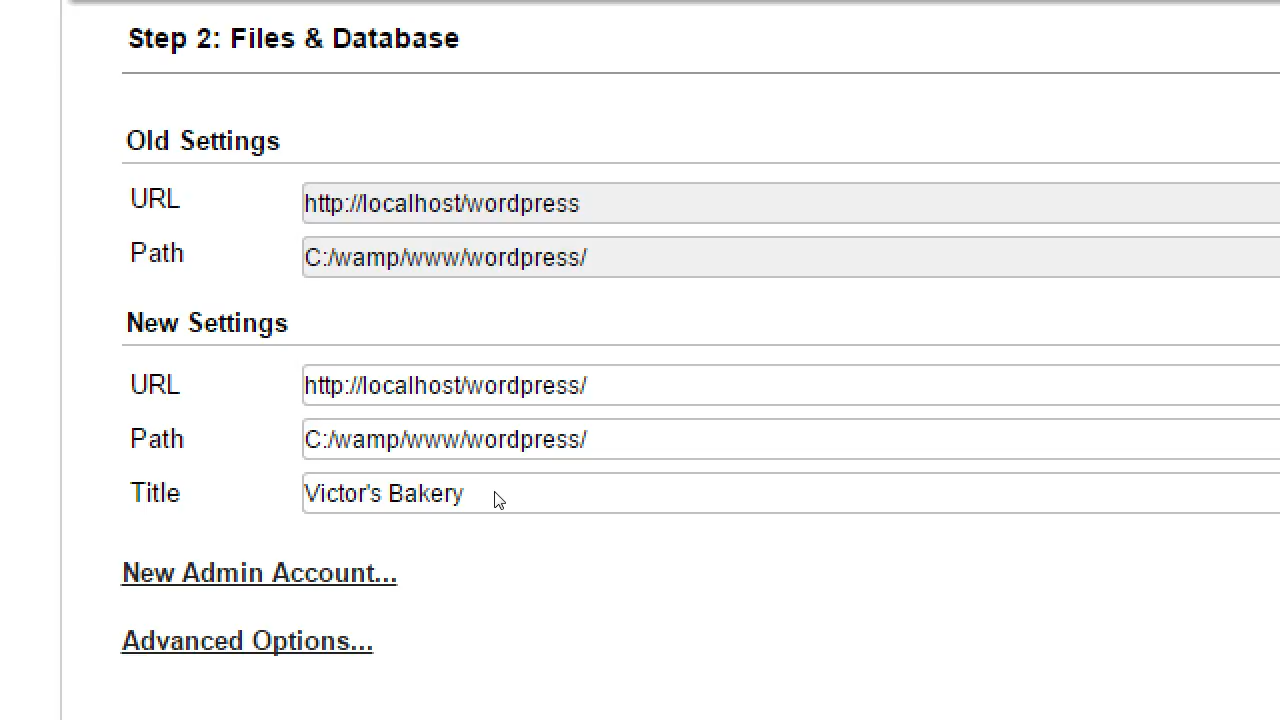 Step 2: Files & Database
Old Settings
URL http://localhost/wordpress
Path C:/wamp/www/wordpress/
New Settings
URL http://localhost/wordpress/
Path C:/wamp/www/wordpress/
Title Victor's Bakery
New Admin Account...
Advanced Options...